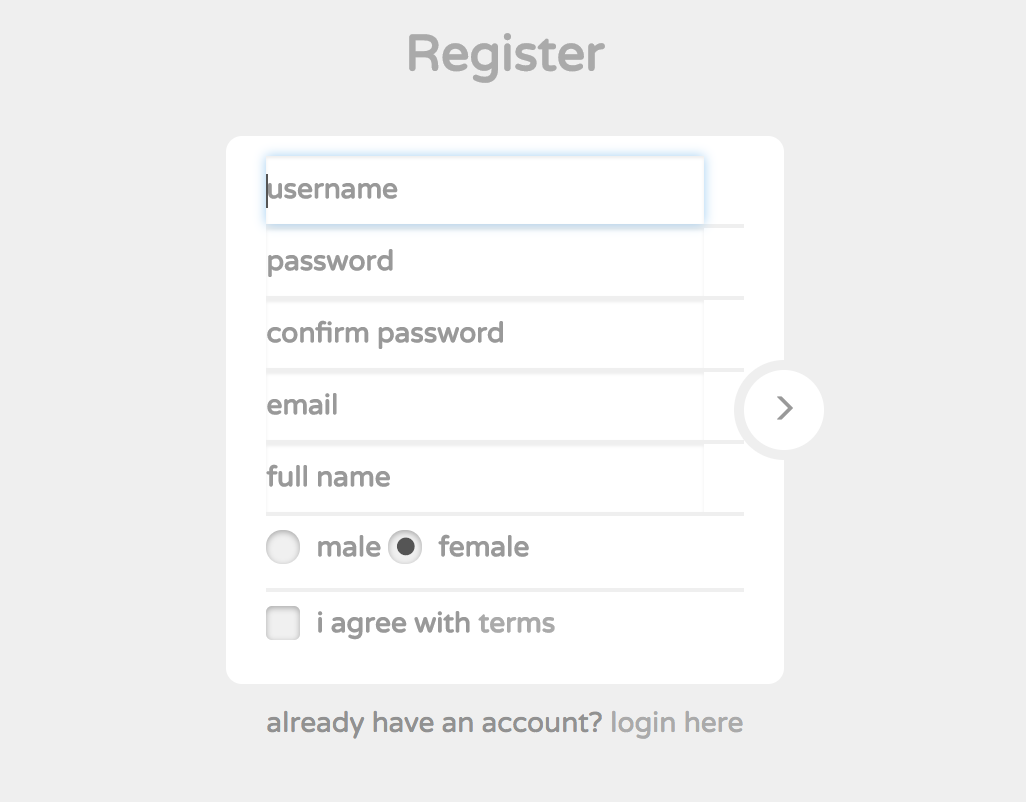 Register
username
password
confirm password
email
full name
male female
i agree with terms
already have an account? login here